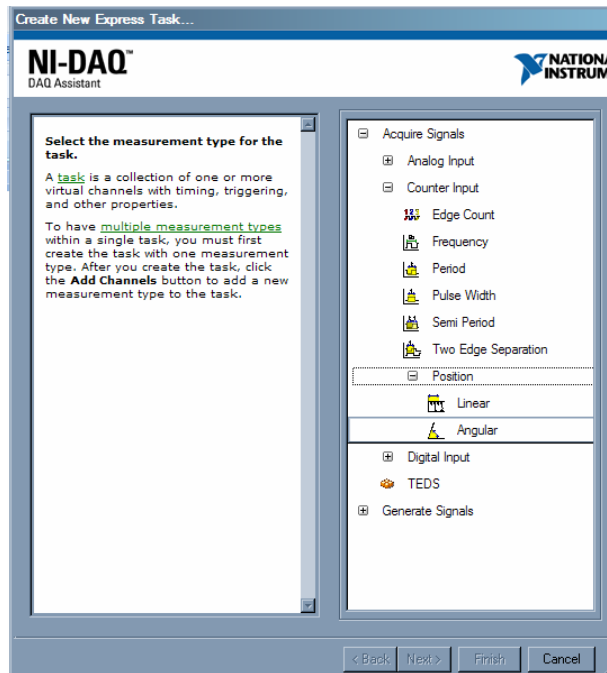 Create New Express Task...
NI-DAQ™
DAQ Assistant
NATIONA
INSTRUM
Select the measurement type for the
task.
A task is a collection of one or more
virtual channels with timing, triggering,
and other properties.
To have multiple measurement types
within a single task, you must first
create the task with one measurement
type. After you create the task, click
the Add Channels button to add a new
measurement type to the task.
Acquire Signals
Analog Input
Counter Input
Edge Count
Frequency
Period
Pulse Width
Semi Period
Two Edge Separation
Position
Linear
Angular
Digital Input
TEDS
Generate Signals
< Back
Next >
Finish
Cancel